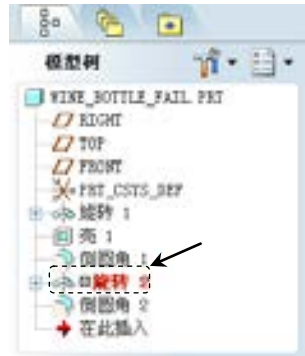 模型树
WINE_BOTTLE_FAIL.PRT
RIGHT
TOP
FRONT
PRT_CSYS_DEF
旋转 1
壳 1
倒圆角 1
旋转 2
倒圆角 2
在此插入